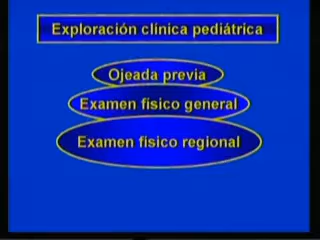 Exploración clínica pediátrica
Ojeada previa
Examen físico general
Examen físico regional